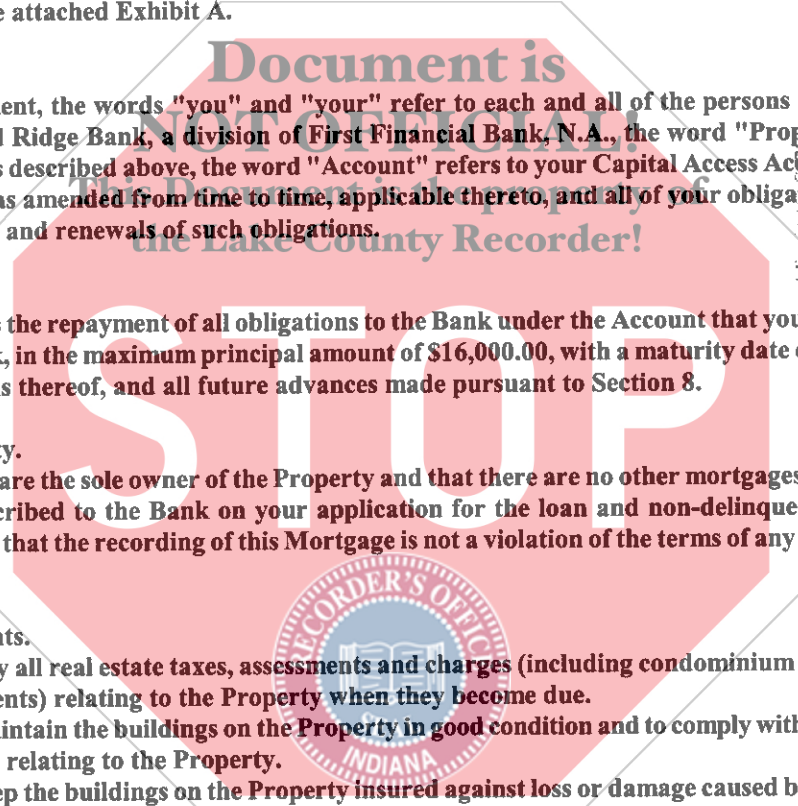 e attached Exhibit A.
Document is
ent, the words "you" and "your" refer to each and all of the persons
NOT OFFICIAL!
Ridge Bank, a division of First Financial Bank, N.A., the word "Prop
s described above, the word "Account" refers to your Capital Access Ac
This Document is the property of
as amended from time to time, applicable thereto, and all of your obliga
and renewals of such obligations.
the Lake County Recorder!
s the repayment of all obligations to the Bank under the Account that you
, in the maximum principal amount of $16,000.00, with a maturity date
s thereof, and all future advances made pursuant to Section 8.
STOP
ty.
are the sole owner of the Property and that there are no other mortgages
cribed to the Bank on your application for the loan and non-delinque
that the recording of this Mortgage is not a violation of the terms of any
RECORDER'S OFFIC
nts.
y all real estate taxes, assessments and charges (including condominium
ents) relating to the Property when they become due.
intain the buildings on the Property in good condition and to comply with
relating to the Property.
INDIANA
ep the buildings on the Property insured against loss or damage caused b